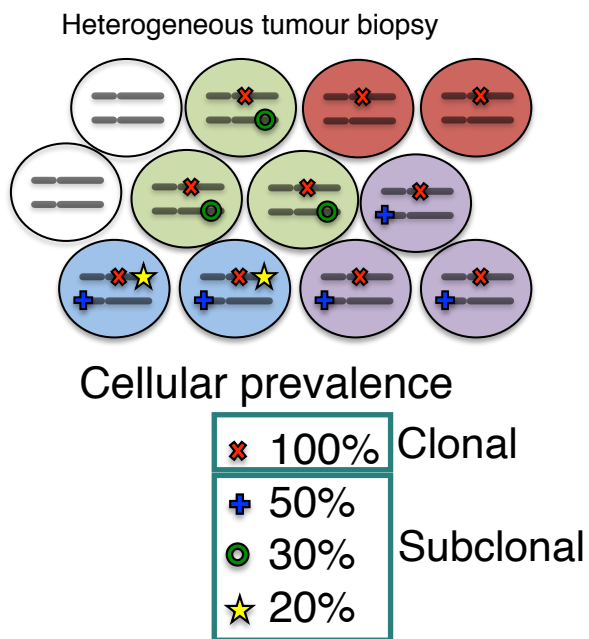 Heterogeneous tumour biopsy
Cellular prevalence
100% Clonal
50%
30% Subclonal
20%